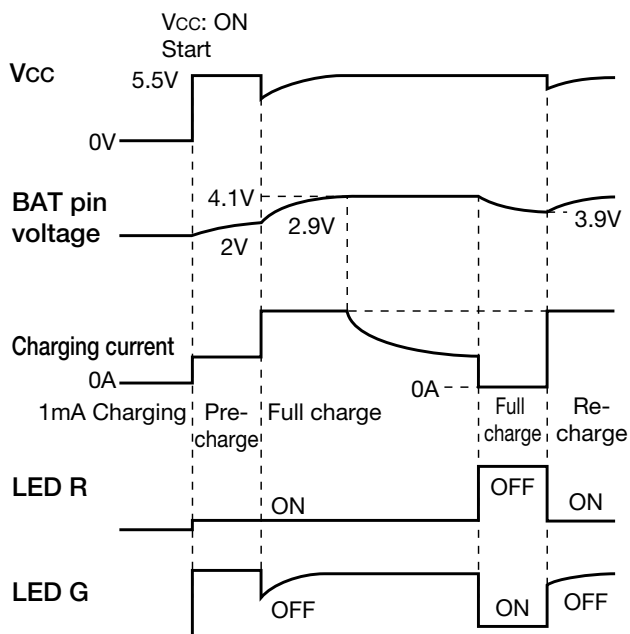 Vcc: ON
Start
Vcc
5.5V
0V
BAT pin
voltage
4.1V
2.9V
2V
3.9V
Charging current
0A
0A
1mA Charging
Pre-
charge
Full charge
Full
charge
Re-
charge
LED R
ON
OFF
ON
LED G
OFF
ON
OFF